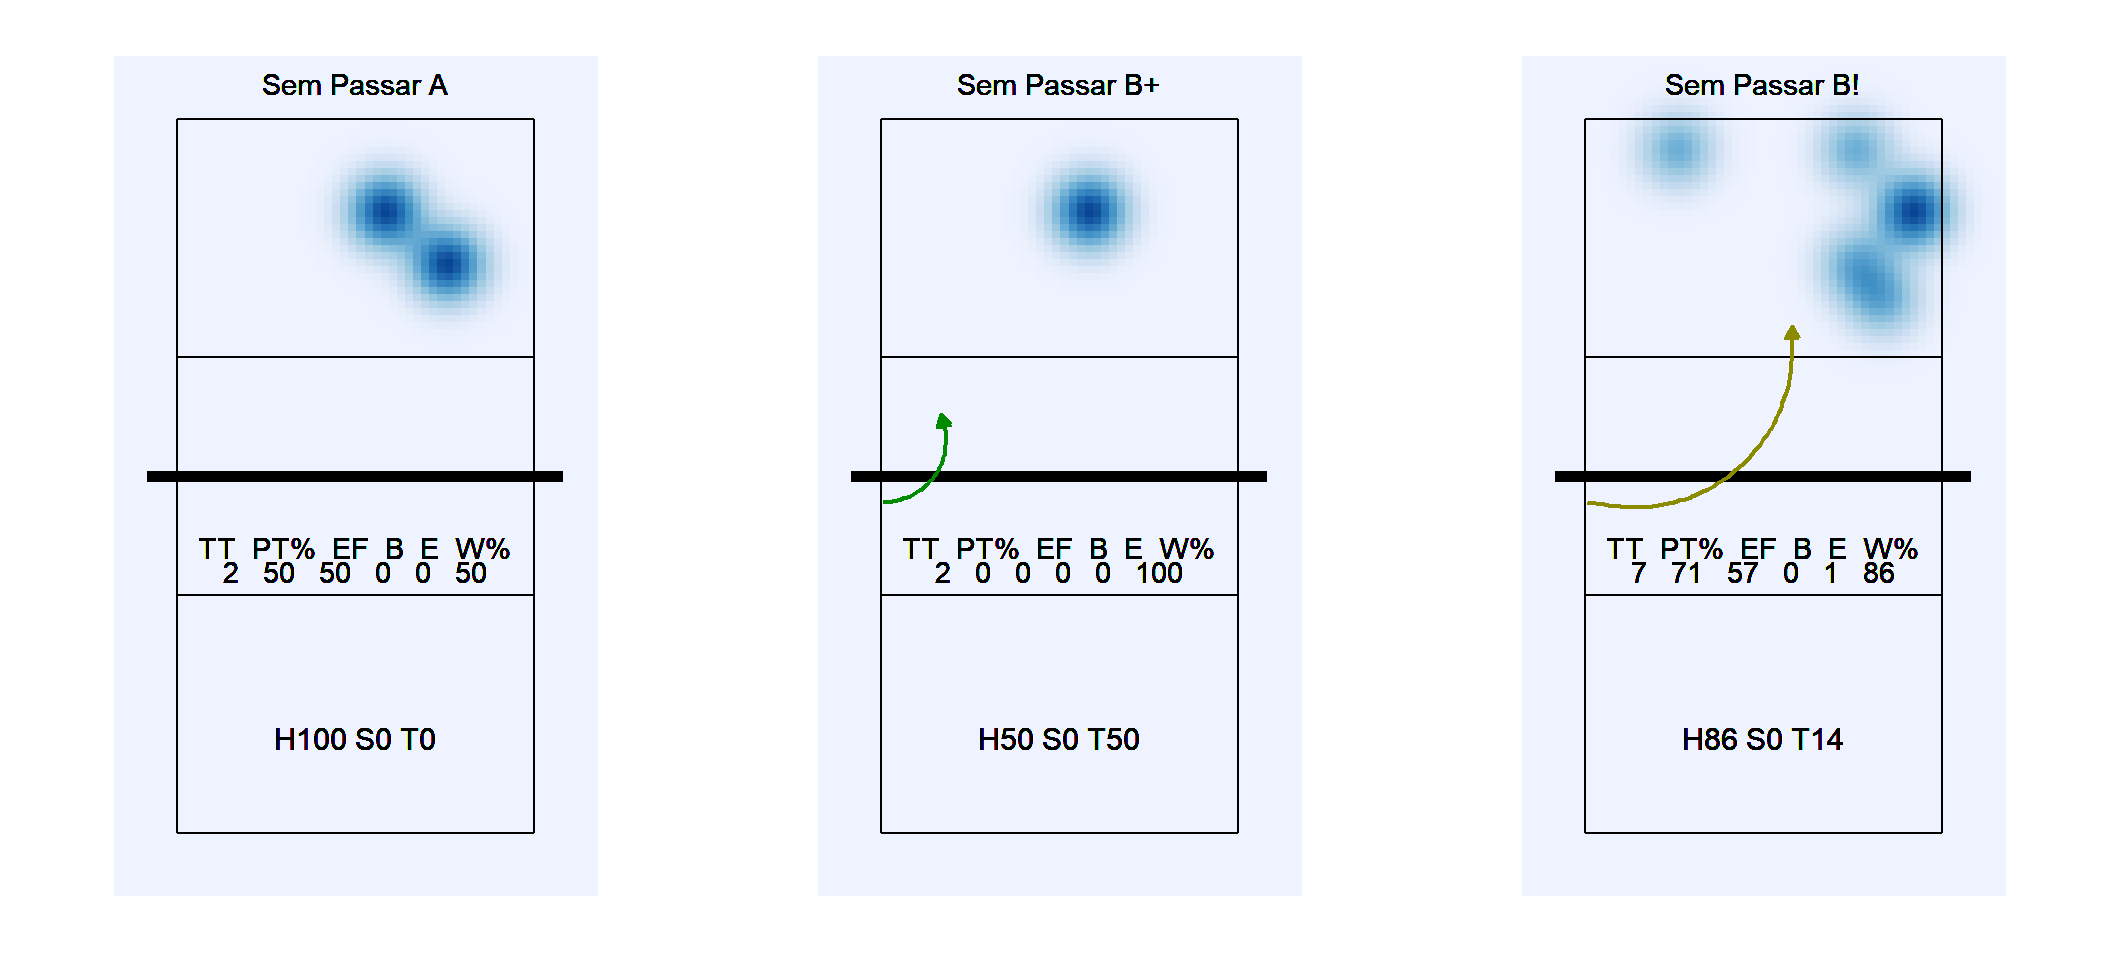 Sem Passar A
TT PT% EF B E W%
2 50 50 0 0 50
H100 S0 T0
Sem Passar B+
TT PT% EF B E W%
2 0 0 0 0 100
H50 S0 T50
Sem Passar B!
TT PT% EF B E W%
7 71 57 0 1 86
H86 S0 T14